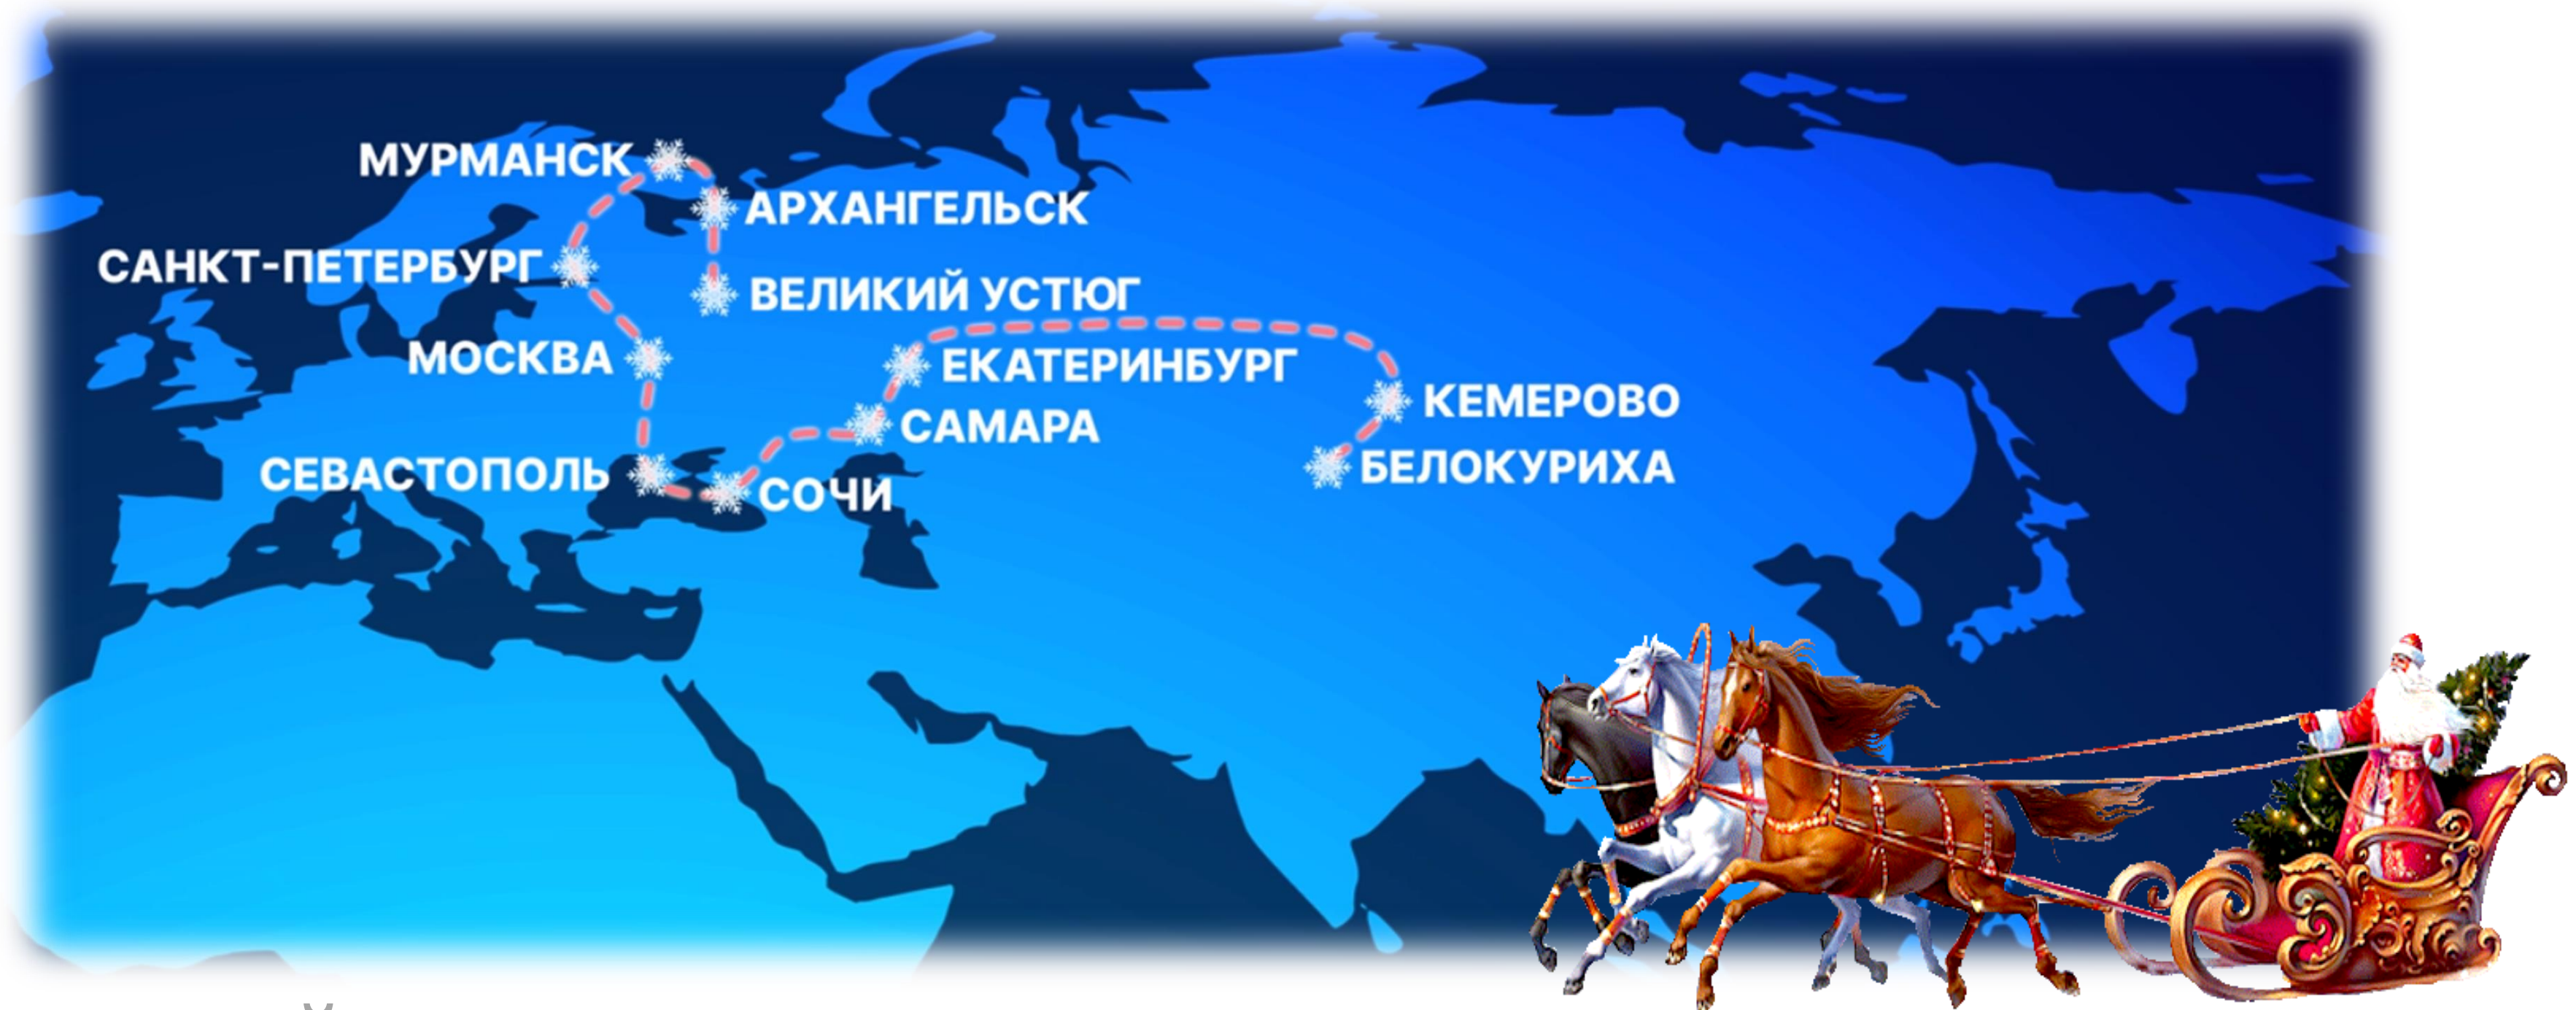 МУРМАНСК
АРХАНГЕЛЬСК
САНКТ-ПЕТЕРБУРГ
ВЕЛИКИЙ УСТЮГ
МОСКВА
ЕКАТЕРИНБУРГ
КЕМЕРОВО
САМАРА
СЕВАСТОПОЛЬ
БЕЛОКУРИХА
СОЧИ